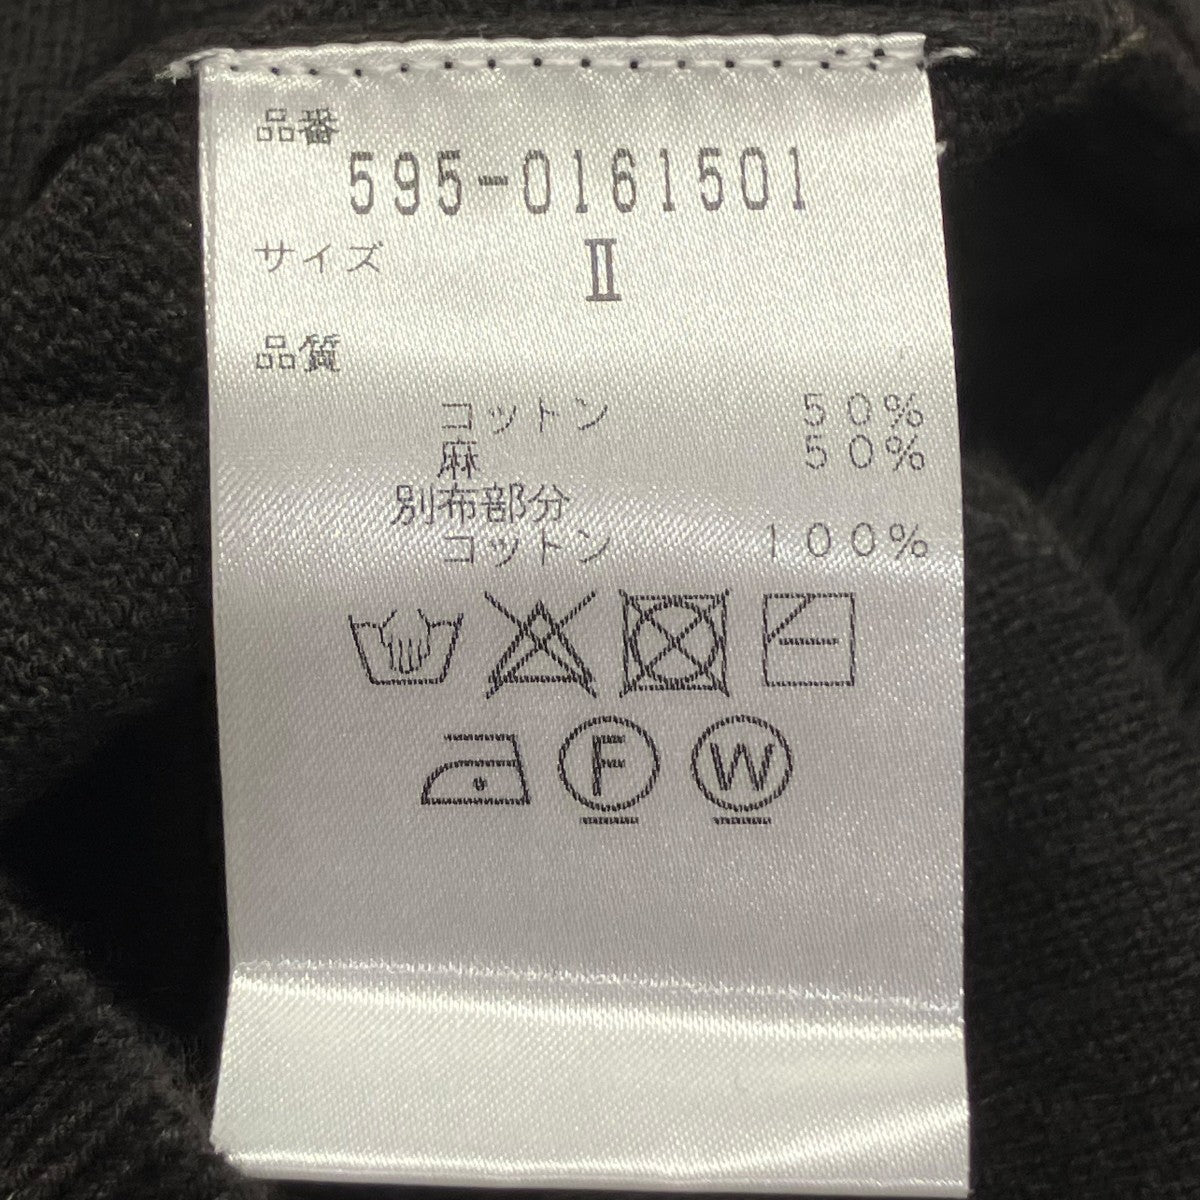 品番
595-0161501
サイズ Ⅱ
品質
コットン 50%
麻 50%
別布部分
コットン 100%
F W